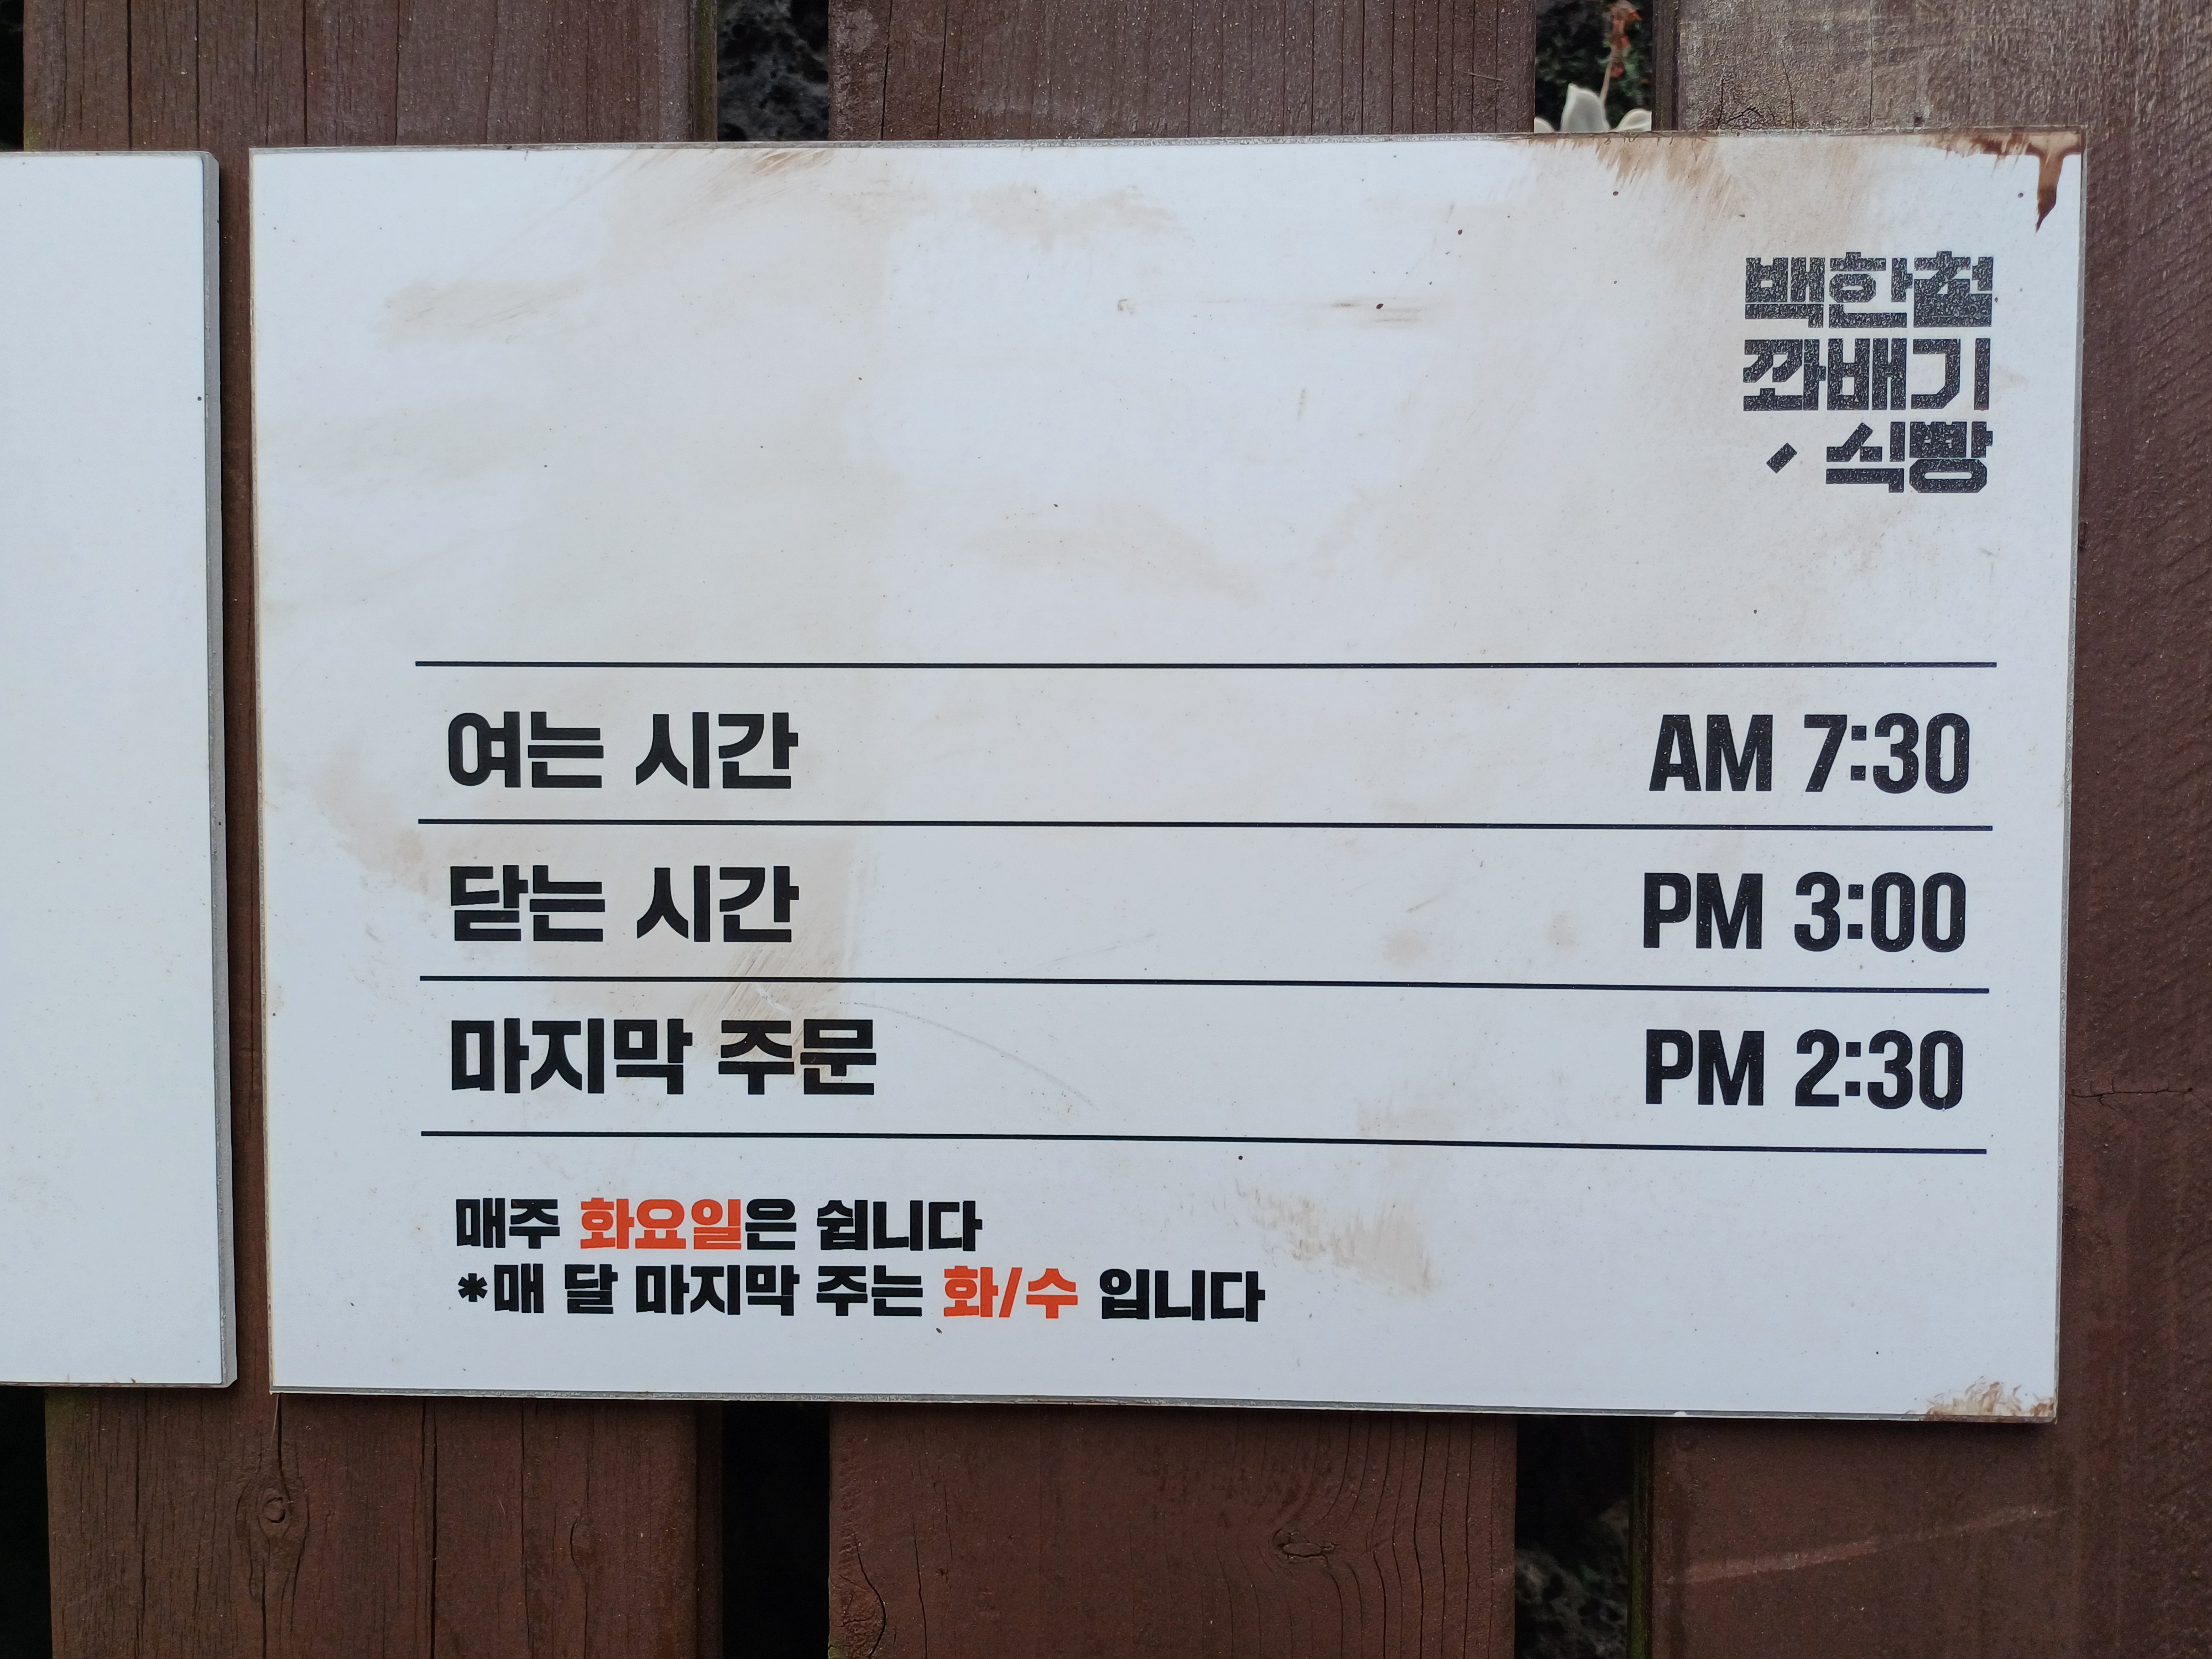 백한철
꽈배기
, 식빵
여는 시간 AM 7:30
닫는 시간 PM 3:00
마지막 주문 PM 2:30
매주 화요일은 쉽니다
*매 달 마지막 주는 화/수 입니다